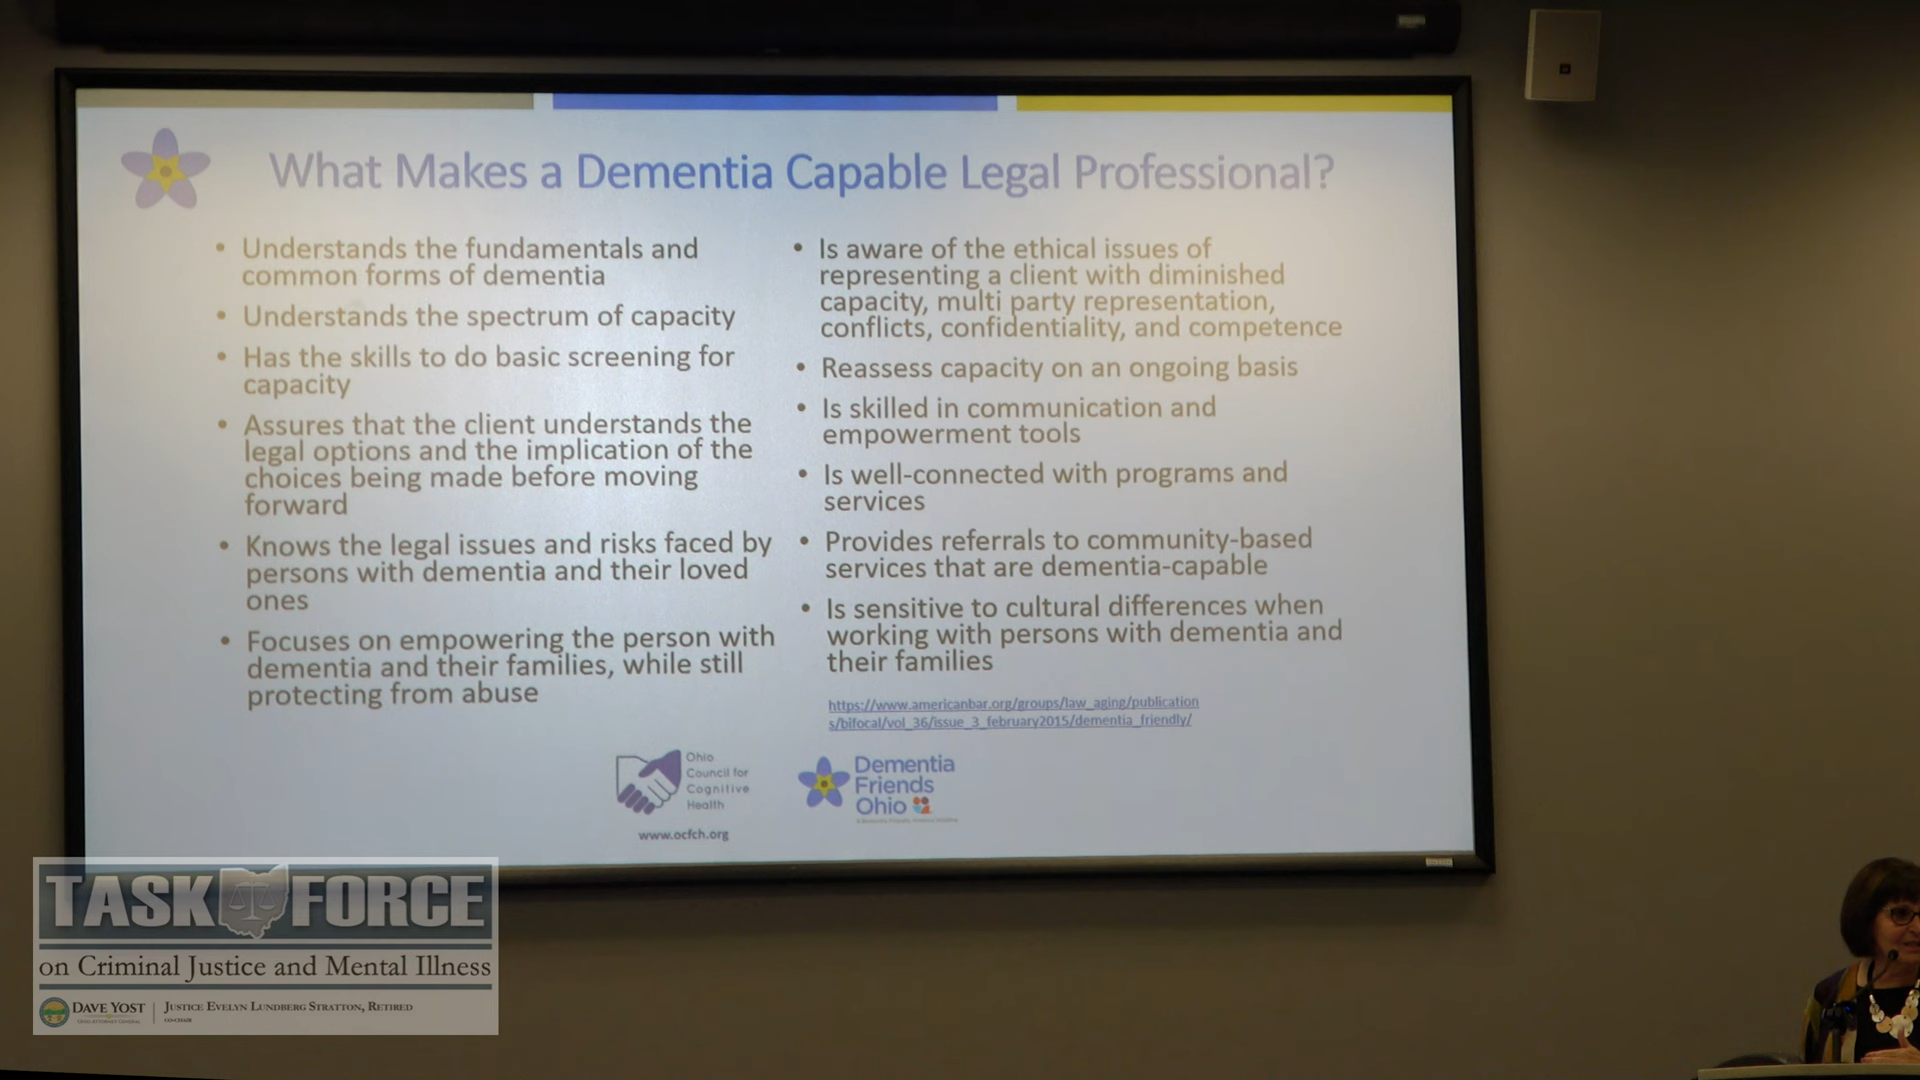 What Makes a Dementia Capable Legal Professional?
• Understands the fundamentals and
common forms of dementia
• Understands the spectrum of capacity
• Has the skills to do basic screening for
capacity
• Assures that the client understands the
legal options and the implication of the
choices being made before moving
forward
• Knows the legal issues and risks faced by
persons with dementia and their loved
ones
• Focuses on empowering the person with
dementia and their families, while still
protecting from abuse
• Is aware of the ethical issues of
representing a client with diminished
capacity, multi party representation,
conflicts, confidentiality, and competence
• Reassess capacity on an ongoing basis
• Is skilled in communication and
empowerment tools
• Is well-connected with programs and
services
• Provides referrals to community-based
services that are dementia-capable
• Is sensitive to cultural differences when
working with persons with dementia and
their families
https://www.americanbar.org/groups/law_aging/publication
s/bifocal/vol_36/issue_3_february2015/dementia_friendly/
Ohio
Council for
Cognitive
Health
www.ocfch.org
Dementia
Friends
Ohio
TASK FORCE
on Criminal Justice and Mental Illness
DAVE YOST
OHIO ATTORNEY GENERAL
JUSTICE EVELYN LUNDBERG STRATTON, RETIRED
CO-CHAIR